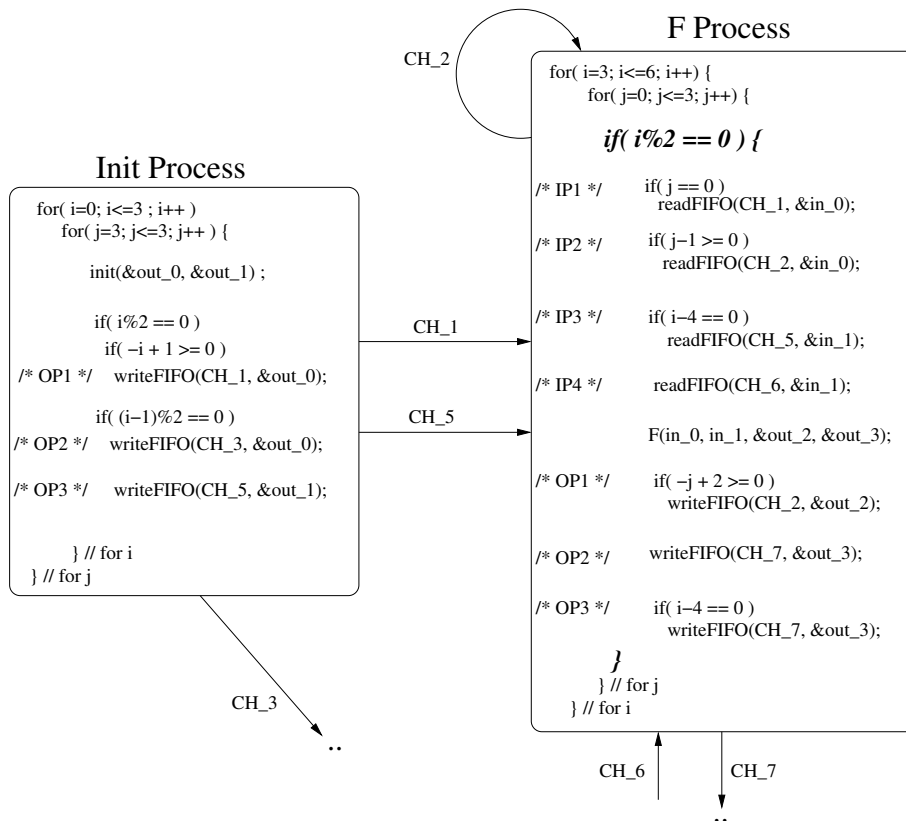 Init Process
for( i=0; i<=3 ; i++ )
for( j=3; j<=3; j++ ) {
init(&out_0, &out_1) ;
if( i%2 == 0)
if( −i + 1 >= 0)
/* OP1 */ writeFIFO(CH_1, &out_0);
if( (i−1)%2 == 0)
/* OP2 */ writeFIFO(CH_3, &out_0);
/* OP3 */ writeFIFO(CH_5, &out_1);
} // for i
} // for j
CH_3
..
CH_1
CH_5
CH_2
F Process
for( i=3; i<=6; i++) {
for( j=0; j<=3; j++) {
if( i%2 == 0 ) {
/* IP1 */ if( j == 0 )
readFIFO(CH_1, &in_0);
/* IP2 */ if( j−1 >= 0 )
readFIFO(CH_2, &in_0);
/* IP3 */ if( i−4 == 0 )
readFIFO(CH_5, &in_1);
/* IP4 */ readFIFO(CH_6, &in_1);
F(in_0, in_1, &out_2, &out_3);
/* OP1 */ if( −j + 2 >= 0 )
writeFIFO(CH_2, &out_2);
/* OP2 */ writeFIFO(CH_7, &out_3);
/* OP3 */ if( i−4 == 0 )
writeFIFO(CH_7, &out_3);
}
} // for j
} // for i
CH_6
CH_7
..